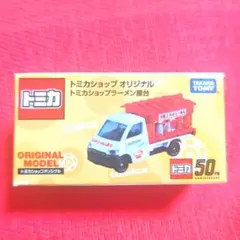 トミカ
トミカショップ オリジナル
トミカショップラーメン屋台
TAKARA TOMY
ORIGINAL MODEL
トミカショップオリジナル
トミカ
50th